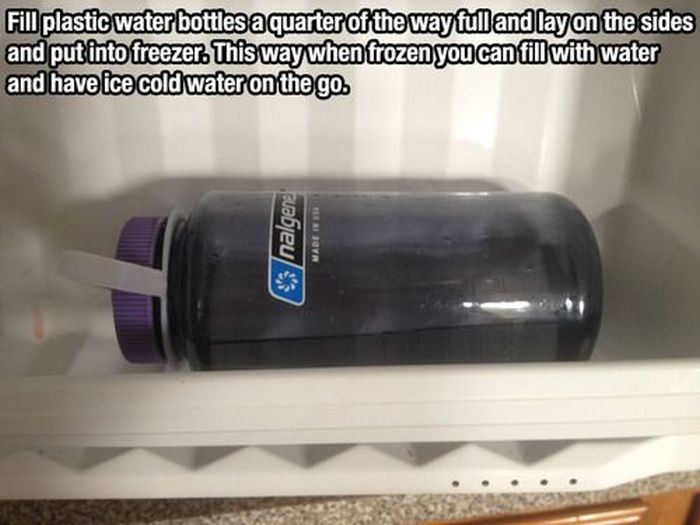 Fill plastic water bottles a quarter of the way full and lay on the sides
and put into freezer. This way when frozen you can fill with water
and have ice cold water on the go.
nalgene
MADE IN USA